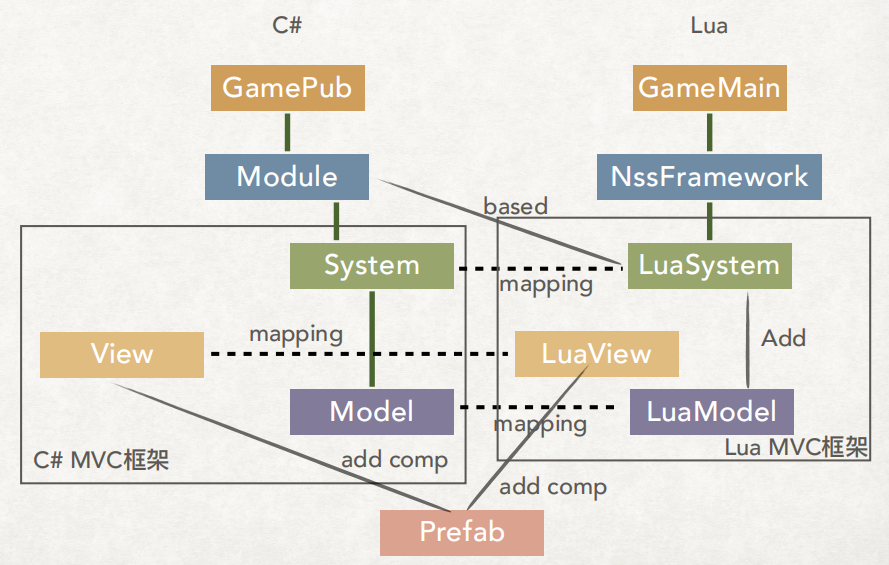 C#
Lua
GamePub
GameMain
Module
NssFramework
based
System
LuaSystem
mapping
mapping
View
LuaView
Add
Model
LuaModel
mapping
C# MVC框架
add comp
Lua MVC框架
add comp
Prefab